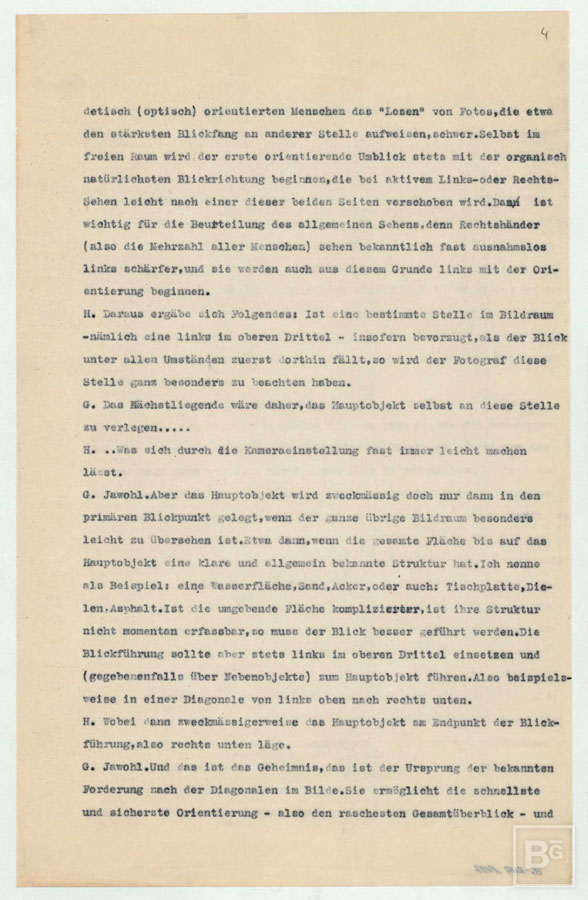 4
detisch (optisch) orientierten Menschen das "Lesen" von Fotos,die etwa
den stärksten Blickfang an anderer Stelle aufweisen,schwer.Selbst im
freien Raum wird der erste orientierende Umblick stets mit der organisch
natürlichsten Blickrichtung beginnen,die bei aktivem Links-oder Rechts-
Sehen leicht nach einer dieser beiden Seiten verschoben wird. ist
wichtig für die Beurteilung des allgemeinen Sehens,denn Rechtshänder
(also die Mehrzahl aller Menschen) sehen bekanntlich fast ausnahmslos
links schärfer,und sie werden auch aus diesem Grunde links mit der Ori-
entierung beginnen.
H. Daraus ergäbe sich Folgendes: Ist eine bestimmte Stelle im Bildraum
-nämlich eine links im oberen Drittel - insofern bevorzugt,als der Blick
unter allen Umständen zuerst dorthin fällt,so wird der Fotograf diese
Stelle ganz besonders zu beachten haben.
G. Das Nächstliegende wäre daher,das Hauptobjekt selbst an diese Stelle
zu verlegen.....
H. ..Was sich durch die Kameraeinstellung fast immer leicht machen
lässt.
G. Jawohl.Aber das Hauptobjekt wird zweckmässig doch nur dann in den
primären Blickpunkt gelegt,wenn der ganze übrige Bildraum besonders
leicht zu übersehen ist.Etwa dann,wenn die gesamte Fläche bis auf das
Hauptobjekt eine klare und allgemein bekannte Struktur hat.Ich nenne
als Beispiel: eine Wasserfläche,Sand,Acker,oder auch: Tischplatte,Die-
len,Asphalt.Ist die umgebende Fläche komplizierter,ist ihre Struktur
nicht momentan erfassbar,so muss der Blick besser geführt werden.Die
Blickführung sollte aber stets links im oberen Drittel einsetzen und
(gegebenenfalls über Nebenobjekte) zum Hauptobjekt führen.Also beispiels-
weise in einer Diagonale von links oben nach rechts unten.
H. Wobei dann zweckmässigerweise das Hauptobjekt am Endpunkt der Blick-
führung,also rechts unten läge.
G. Jawohl.Und das ist das Geheimnis,das ist der Ursprung der bekannten
Forderung nach der Diagonalen im Bilde.Sie ermöglicht die schnellste
und sicherste Orientierung - also den raschesten Gesamtüberblick - und
BG